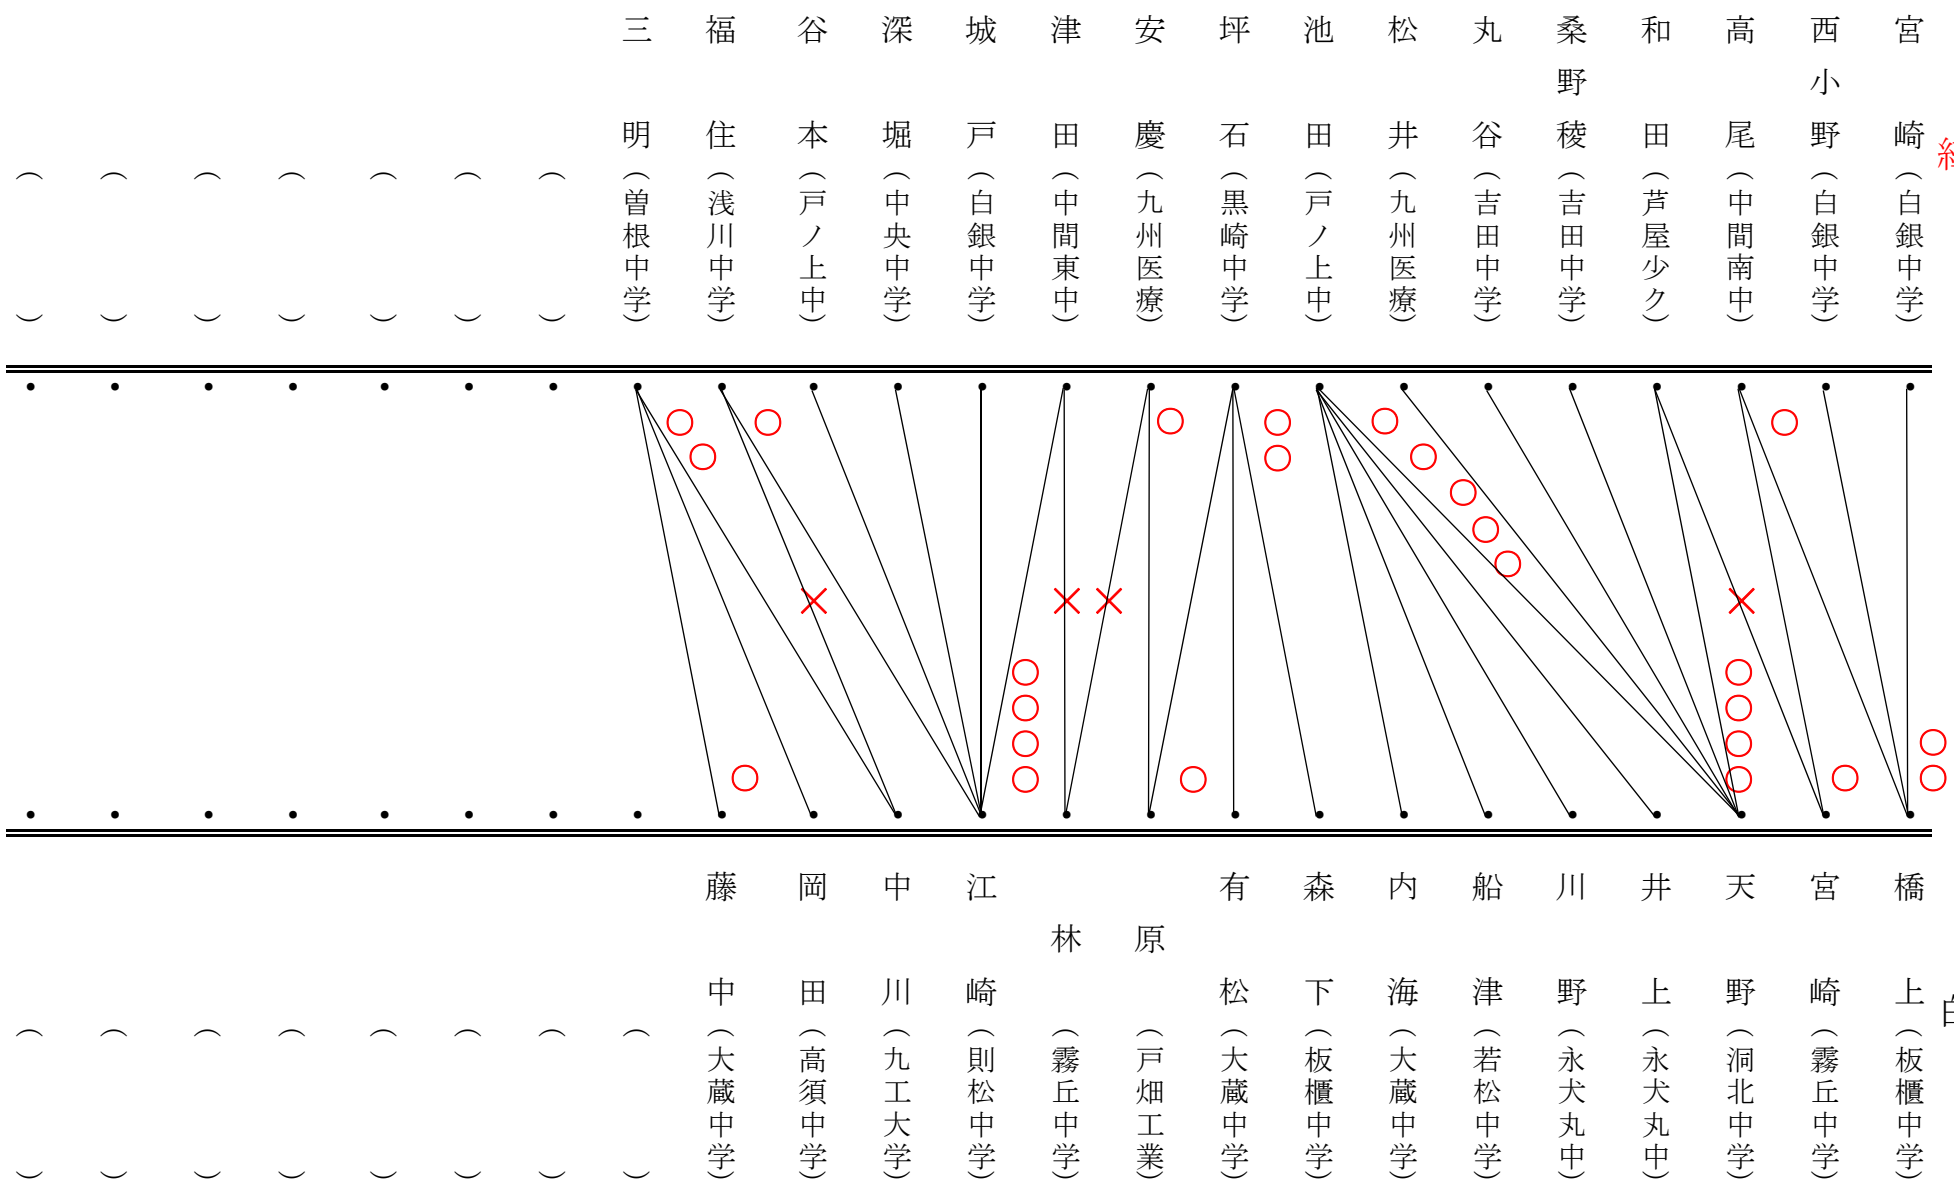 宮崎（白銀中学）
西小野（白銀中学）
高尾（中間南中）
和田（芦屋少ク）
桑野稜（吉田中学）
丸谷（吉田中学）
松井（九州医療）
池田（戸ノ上中）
坪石（黒崎中学）
安慶（九州医療）
津田（中間東中）
城戸（白銀中学）
深堀（中央中学）
谷本（戸ノ上中）
福住（浅川中学）
三明（曽根中学）
（　）
（　）
（　）
（　）
（　）
（　）
（　）
橋上（板櫃中学）
宮崎（霧丘中学）
天野（洞北中学）
井上（永犬丸中）
川野（永犬丸中）
船津（若松中学）
内海（大蔵中学）
森下（板櫃中学）
有松（大蔵中学）
原（戸畑工業）
林（霧丘中学）
江崎（則松中学）
中川（九工大学）
岡田（高須中学）
藤中（大蔵中学）
（　）
（　）
（　）
（　）
（　）
（　）
（　）
（　）